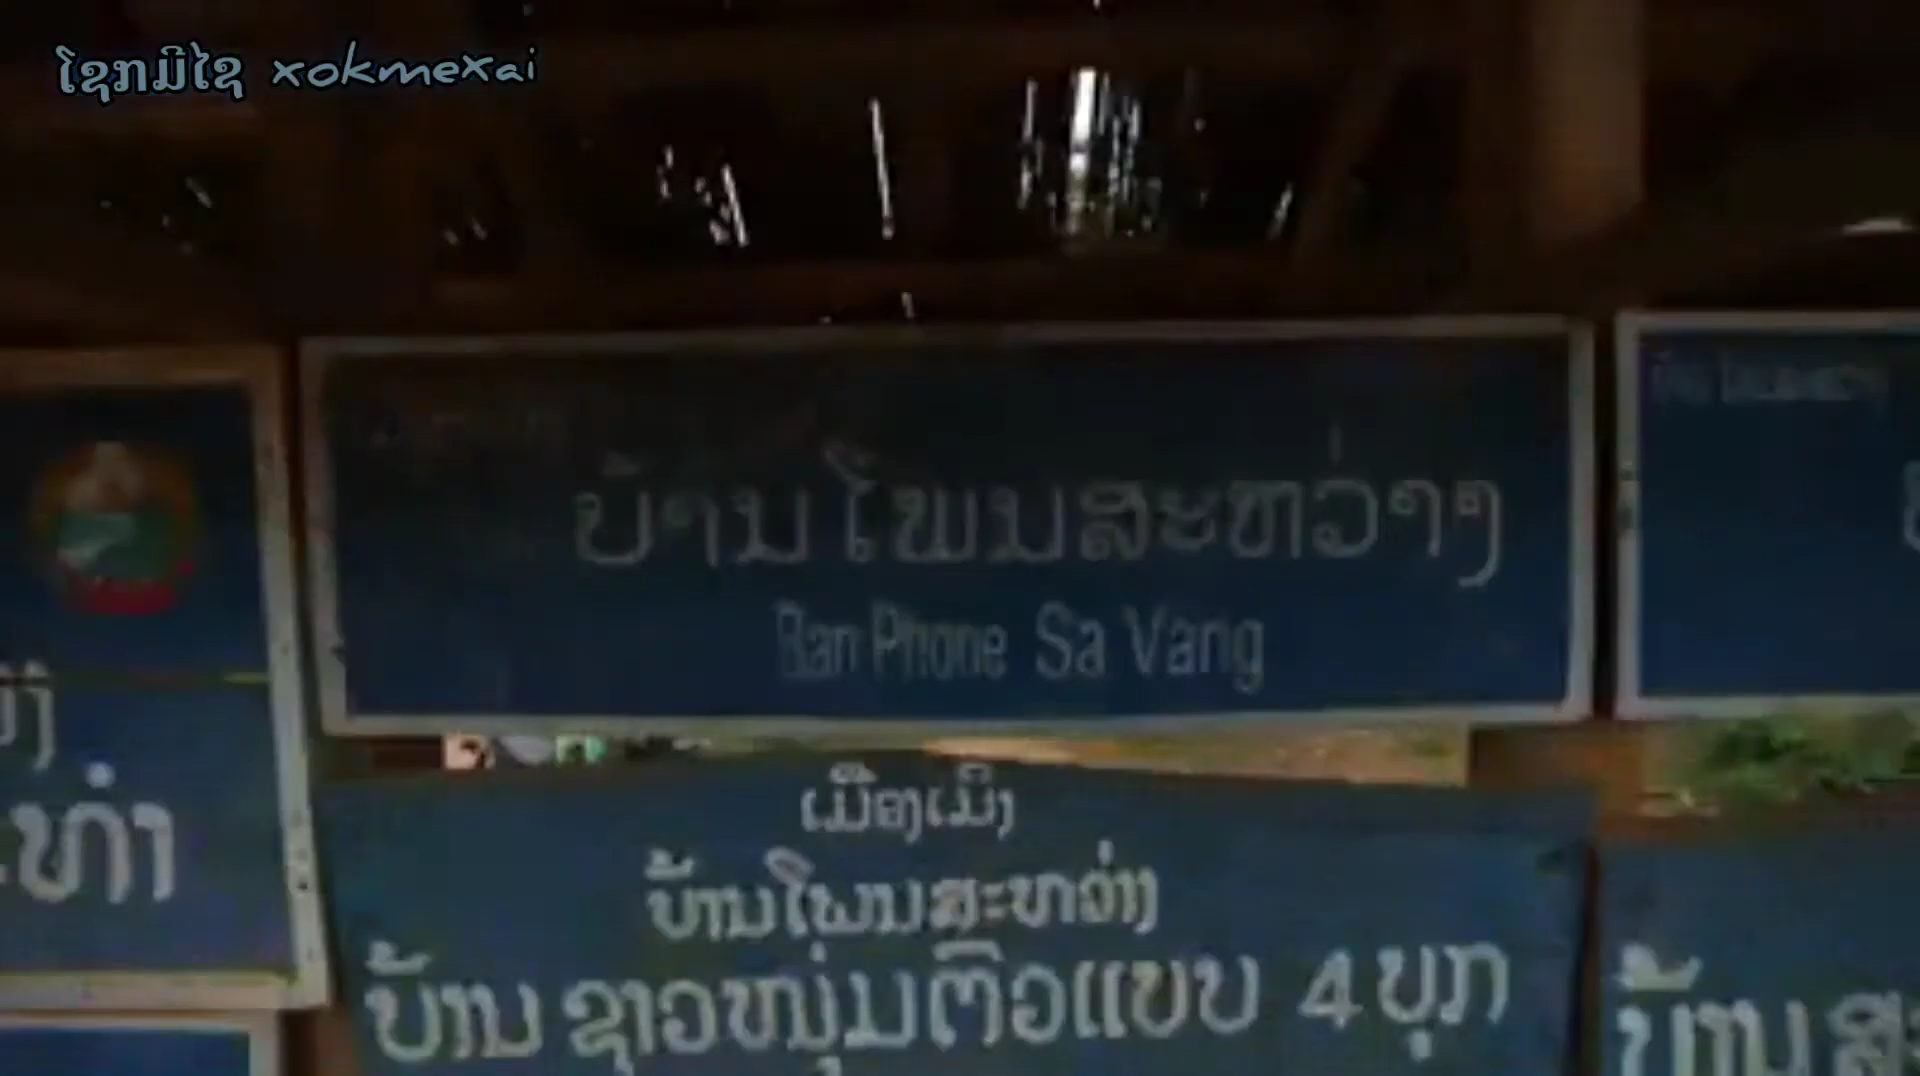 ໂຊກມີໄຊ xokmexai
ບ້ານໂພນສະຫວ່າງ
Ban Phone Sa Vang
ເມືອງເມິງ
ບ້ານໂພນສະຫວ່າງ
ບ້ານ ຊາວໜຸ່ມຕົວແບບ 4 ບຸກ
ບ້ານ